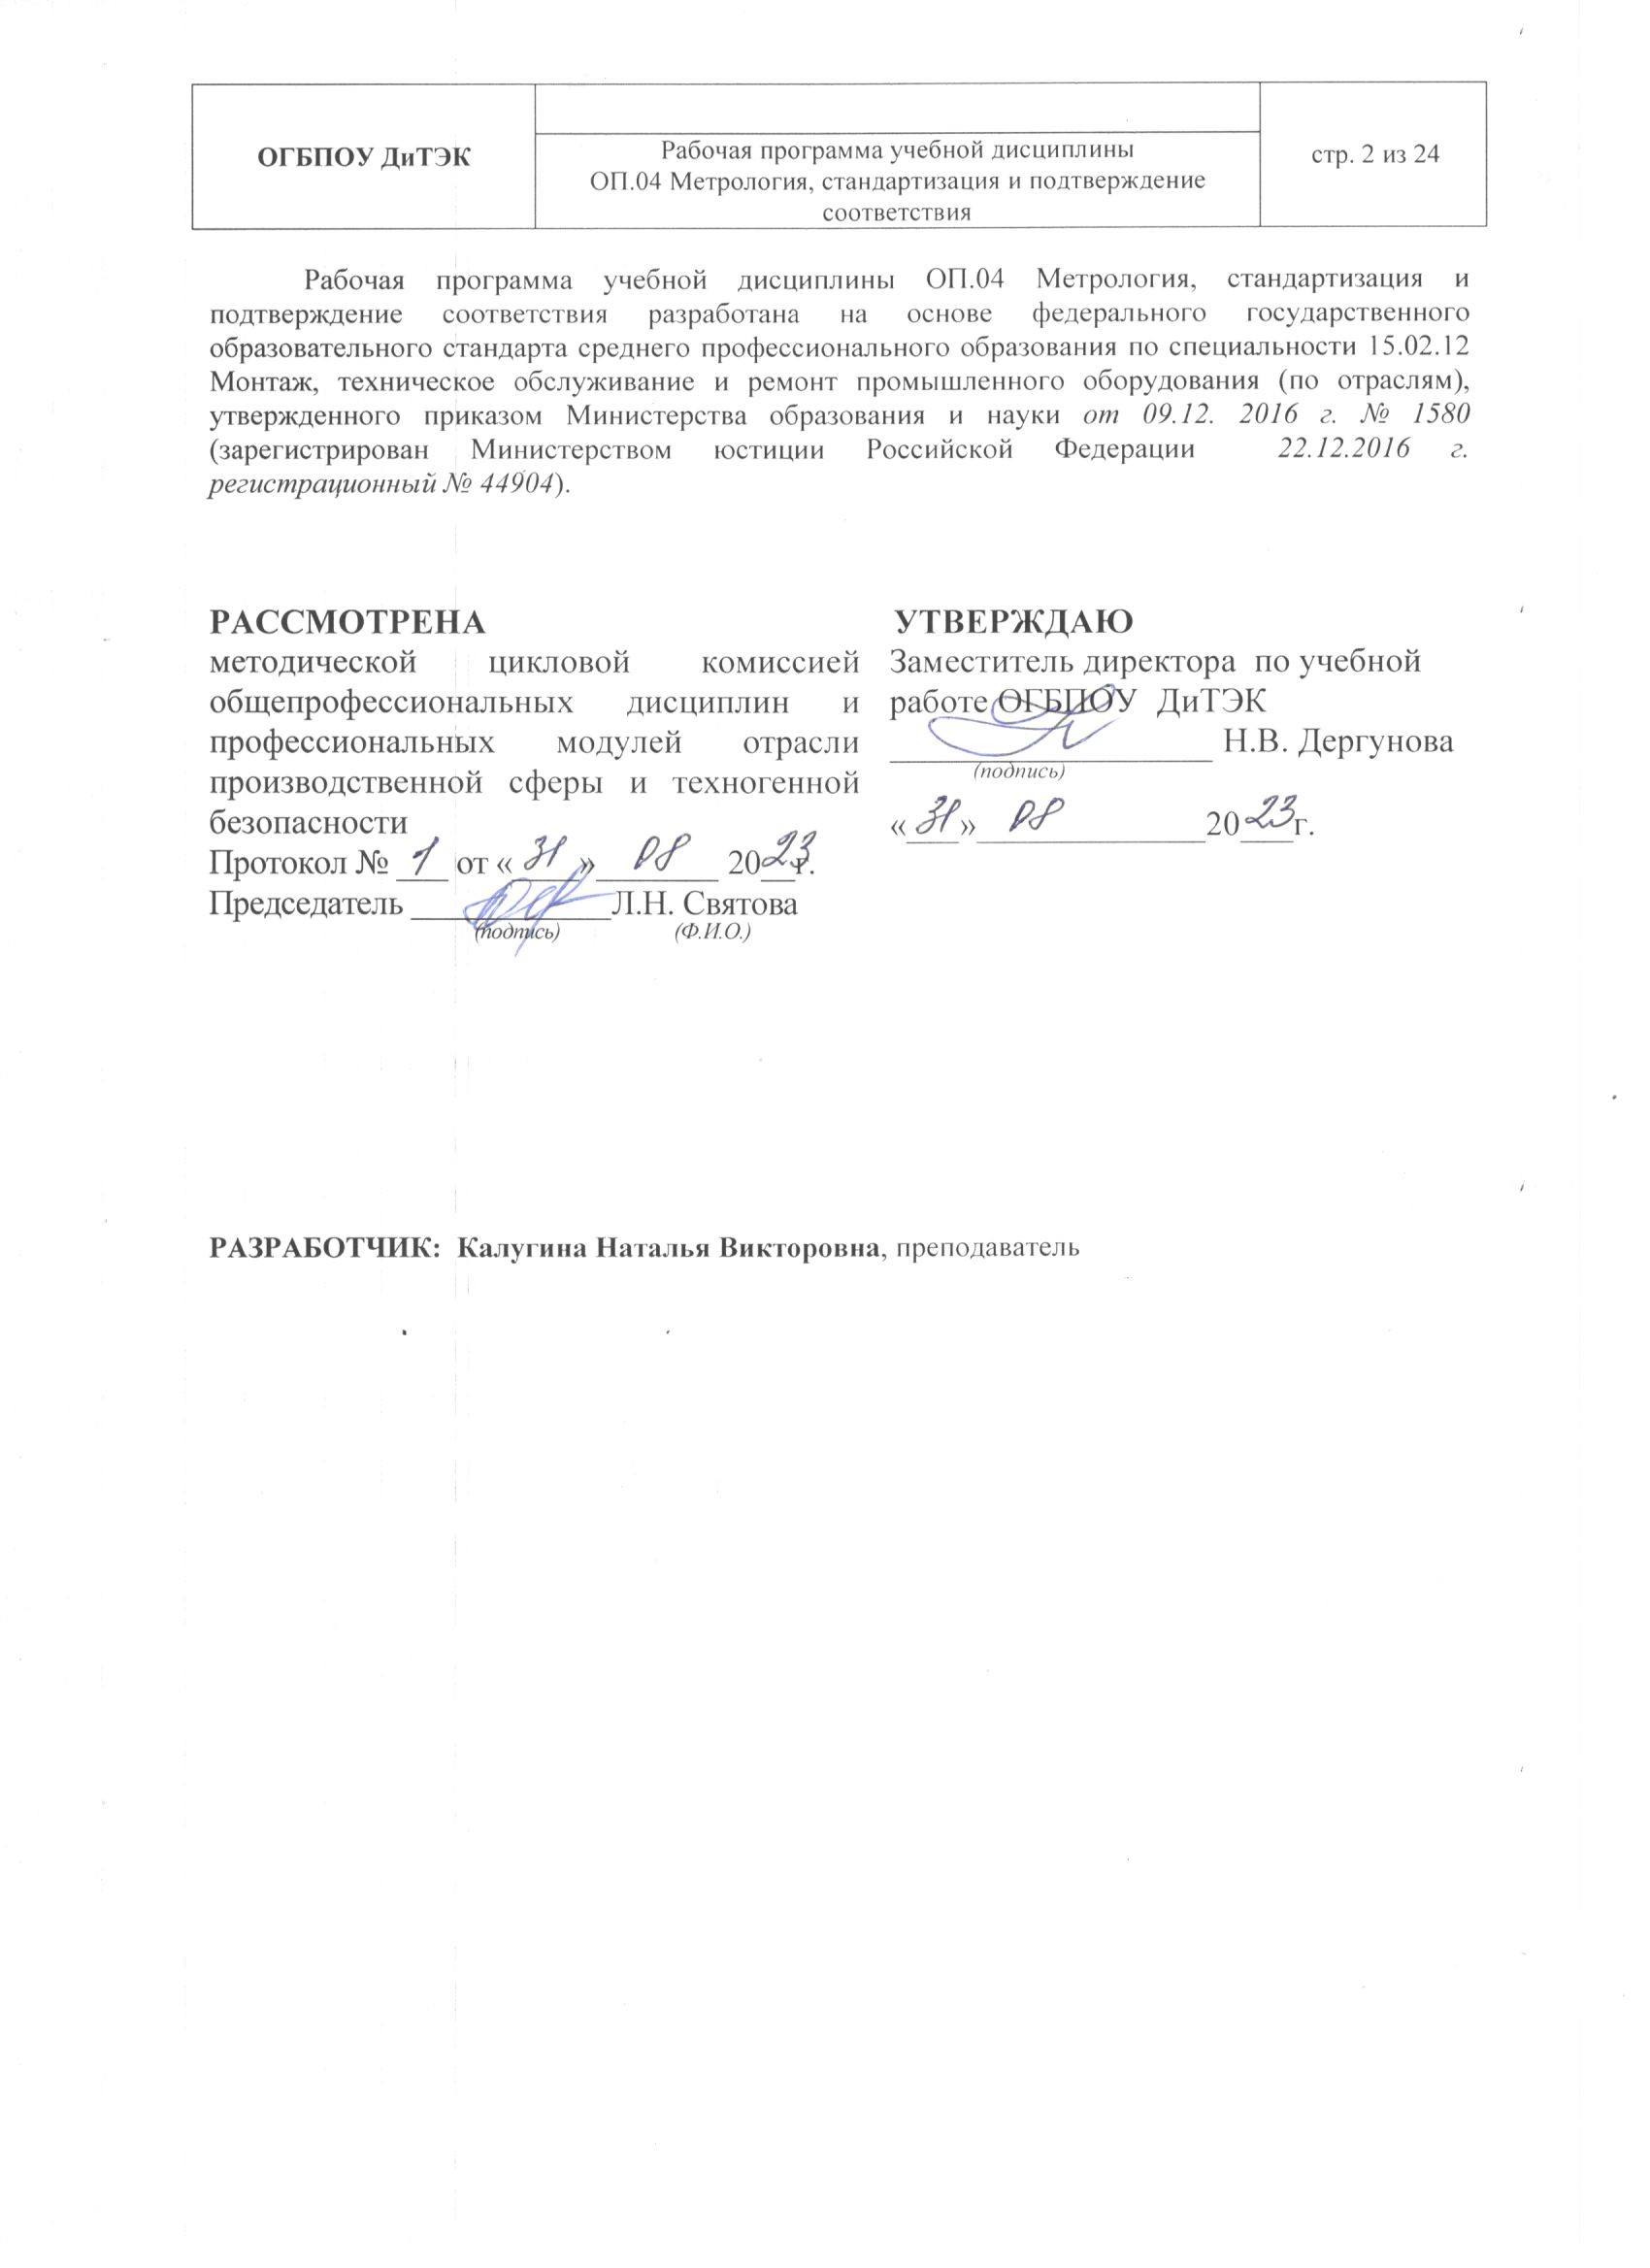 ОГБПОУ ДиТЭК
Рабочая программа учебной дисциплины
ОП.04 Метрология, стандартизация и подтверждение
соответствия
стр. 2 из 24
Рабочая программа учебной дисциплины ОП.04 Метрология, стандартизация и
подтверждение соответствия разработана на основе федерального государственного
образовательного стандарта среднего профессионального образования по специальности 15.02.12
Монтаж, техническое обслуживание и ремонт промышленного оборудования (по отраслям),
утвержденного приказом Министерства образования и науки от 09.12. 2016 г. № 1580
(зарегистрирован Министерством юстиции Российской Федерации 22.12.2016 г.
регистрационный № 44904).
РАССМОТРЕНА
методической цикловой комиссией
общепрофессиональных дисциплин и
профессиональных модулей отрасли
производственной сферы и техногенной
безопасности
Протокол № 1 от « 31 » 08 2023 г.
Председатель ____________Л.Н. Святова
(подпись) (Ф.И.О.)
УТВЕРЖДАЮ
Заместитель директора по учебной
работе ОГБПОУ ДиТЭК
___________________ Н.В. Дергунова
(подпись)
« 31 » 08 2023 г.
РАЗРАБОТЧИК: Калугина Наталья Викторовна, преподаватель